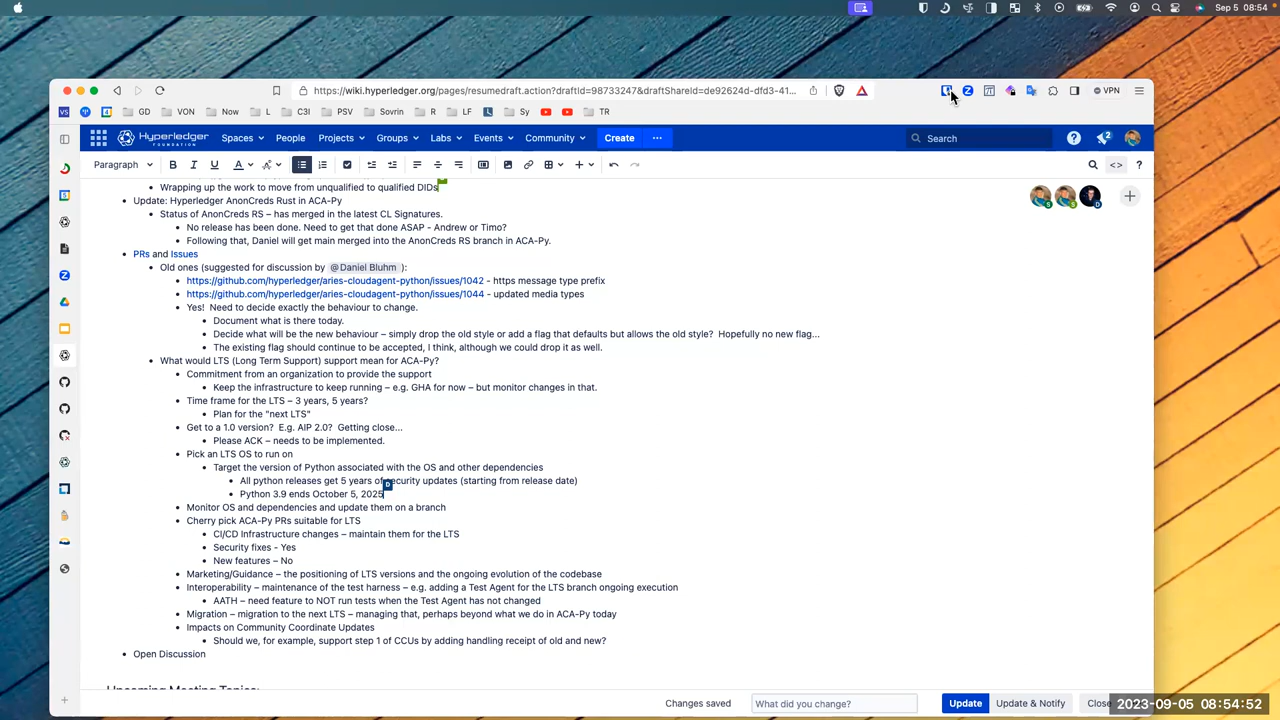 Sep 5 08:54
https://wiki.hyperledger.org/pages/resumedraft.action?draftId=98733247&draftShareId=de92624d-dfd3-41...
VPN
VS
GD
VON
Now
L
C3I
PSV
Sovrin
R
LF
Sy
TR
HYPERLEDGER FOUNDATION
Spaces
People
Projects
Groups
Labs
Events
Community
Create
Search
2
Paragraph
Wrapping up the work to move from unqualified to qualified DIDs
Update: Hyperledger AnonCreds Rust in ACA-Py
Status of AnonCreds RS – has merged in the latest CL Signatures.
No release has been done. Need to get that done ASAP - Andrew or Timo?
Following that, Daniel will get main merged into the AnonCreds RS branch in ACA-Py.
PRs and Issues
Old ones (suggested for discussion by @Daniel Bluhm ):
https://github.com/hyperledger/aries-cloudagent-python/issues/1042 - https message type prefix
https://github.com/hyperledger/aries-cloudagent-python/issues/1044 - updated media types
Yes! Need to decide exactly the behaviour to change.
Document what is there today.
Decide what will be the new behaviour – simply drop the old style or add a flag that defaults but allows the old style? Hopefully no new flag...
The existing flag should continue to be accepted, I think, although we could drop it as well.
What would LTS (Long Term Support) support mean for ACA-Py?
Commitment from an organization to provide the support
Keep the infrastructure to keep running – e.g. GHA for now – but monitor changes in that.
Time frame for the LTS – 3 years, 5 years?
Plan for the "next LTS"
Get to a 1.0 version? E.g. AIP 2.0? Getting close...
Please ACK – needs to be implemented.
Pick an LTS OS to run on
Target the version of Python associated with the OS and other dependencies
All python releases get 5 years of security updates (starting from release date)
Python 3.9 ends October 5, 2025
Monitor OS and dependencies and update them on a branch
Cherry pick ACA-Py PRs suitable for LTS
CI/CD Infrastructure changes – maintain them for the LTS
Security fixes - Yes
New features – No
Marketing/Guidance – the positioning of LTS versions and the ongoing evolution of the codebase
Interoperability – maintenance of the test harness – e.g. adding a Test Agent for the LTS branch ongoing execution
AATH – need feature to NOT run tests when the Test Agent has not changed
Migration – migration to the next LTS – managing that, perhaps beyond what we do in ACA-Py today
Impacts on Community Coordinate Updates
Should we, for example, support step 1 of CCUs by adding handling receipt of old and new?
Open Discussion
Upcoming Meeting Topics:
Changes saved
What did you change?
Update
Update & Notify
Close
2023-09-05 08:54:52